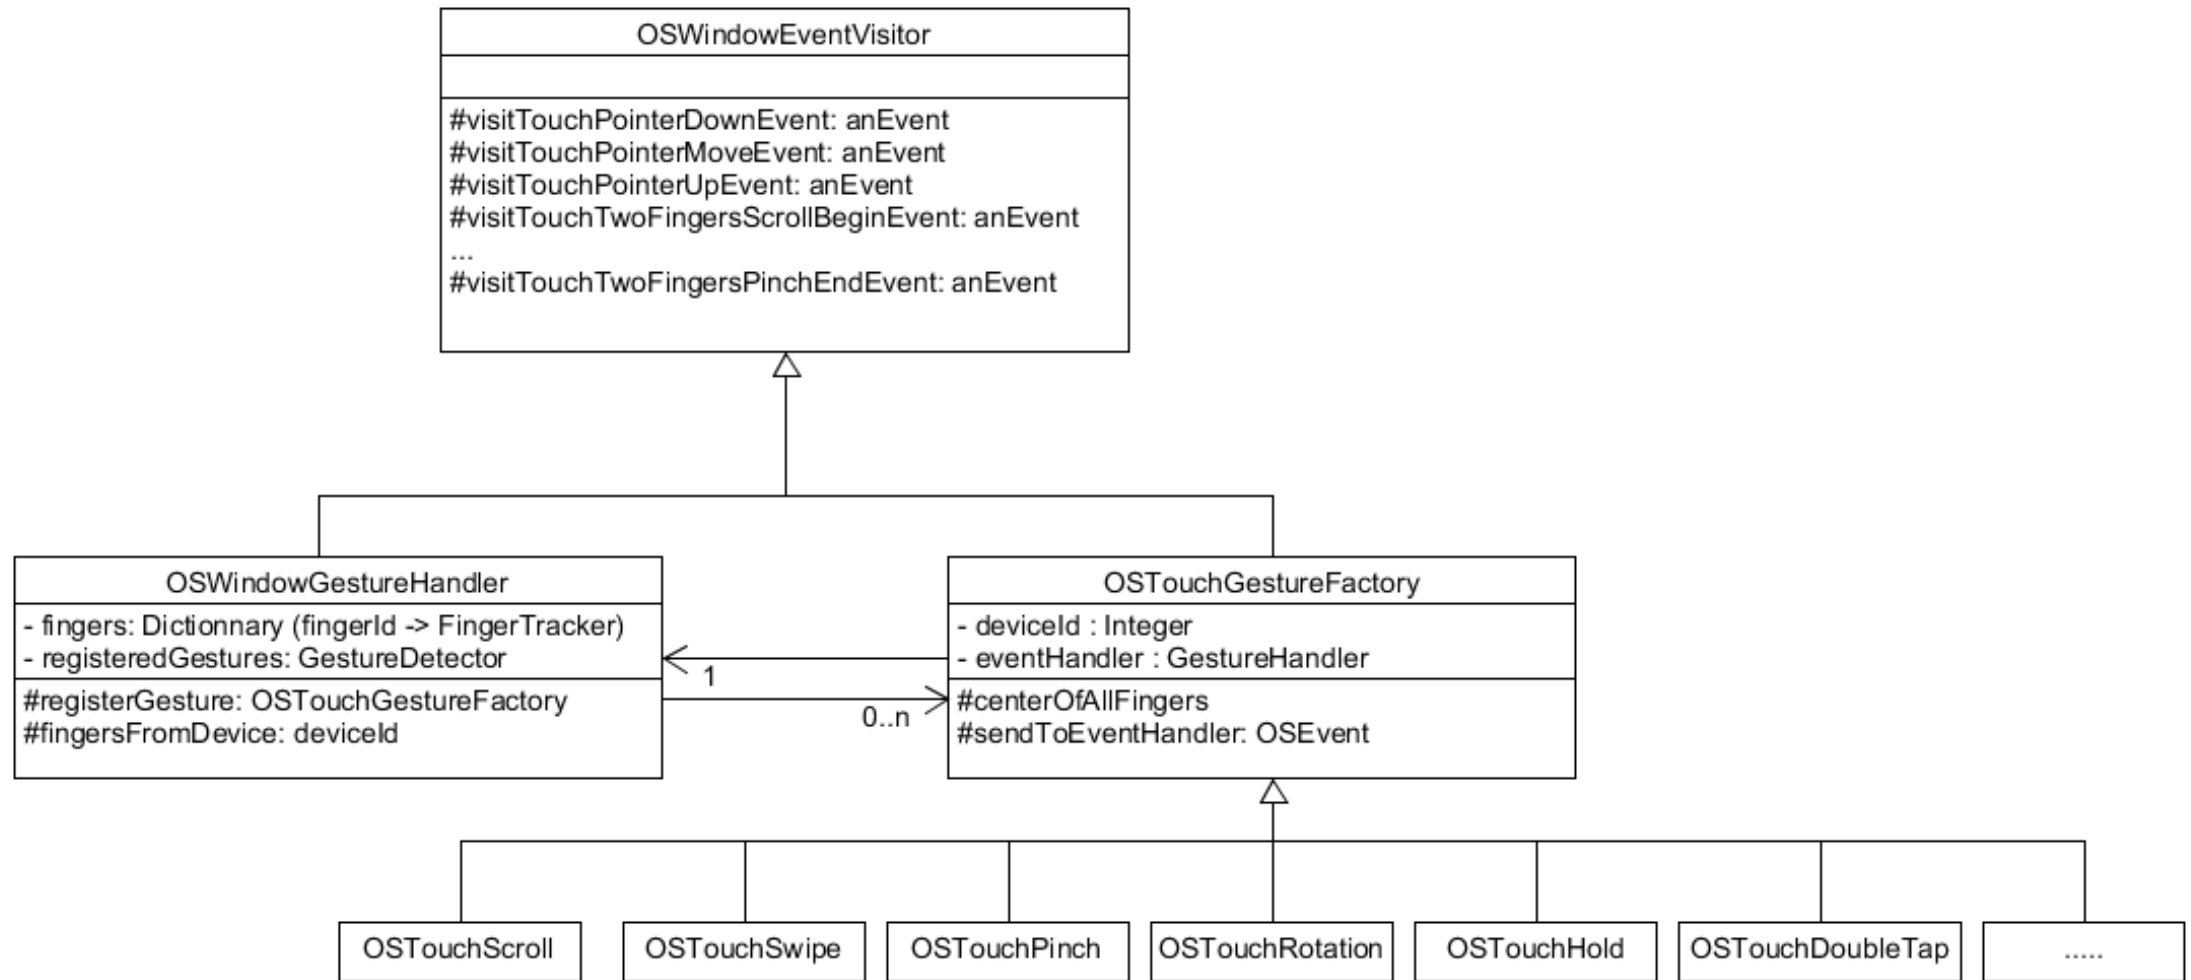 OSWindowEventVisitor
#visitTouchPointerDownEvent: anEvent
#visitTouchPointerMoveEvent: anEvent
#visitTouchPointerUpEvent: anEvent
#visitTouchTwoFingersScrollBeginEvent: anEvent
...
#visitTouchTwoFingersPinchEndEvent: anEvent
OSWindowGestureHandler
- fingers: Dictionnary (fingerId -> FingerTracker)
- registeredGestures: GestureDetector
#registerGesture: OSTouchGestureFactory
#fingersFromDevice: deviceId
1
0..n
OSTouchGestureFactory
- deviceId : Integer
- eventHandler : GestureHandler
#centerOfAllFingers
#sendToEventHandler: OSEvent
OSTouchScroll
OSTouchSwipe
OSTouchPinch
OSTouchRotation
OSTouchHold
OSTouchDoubleTap
.....